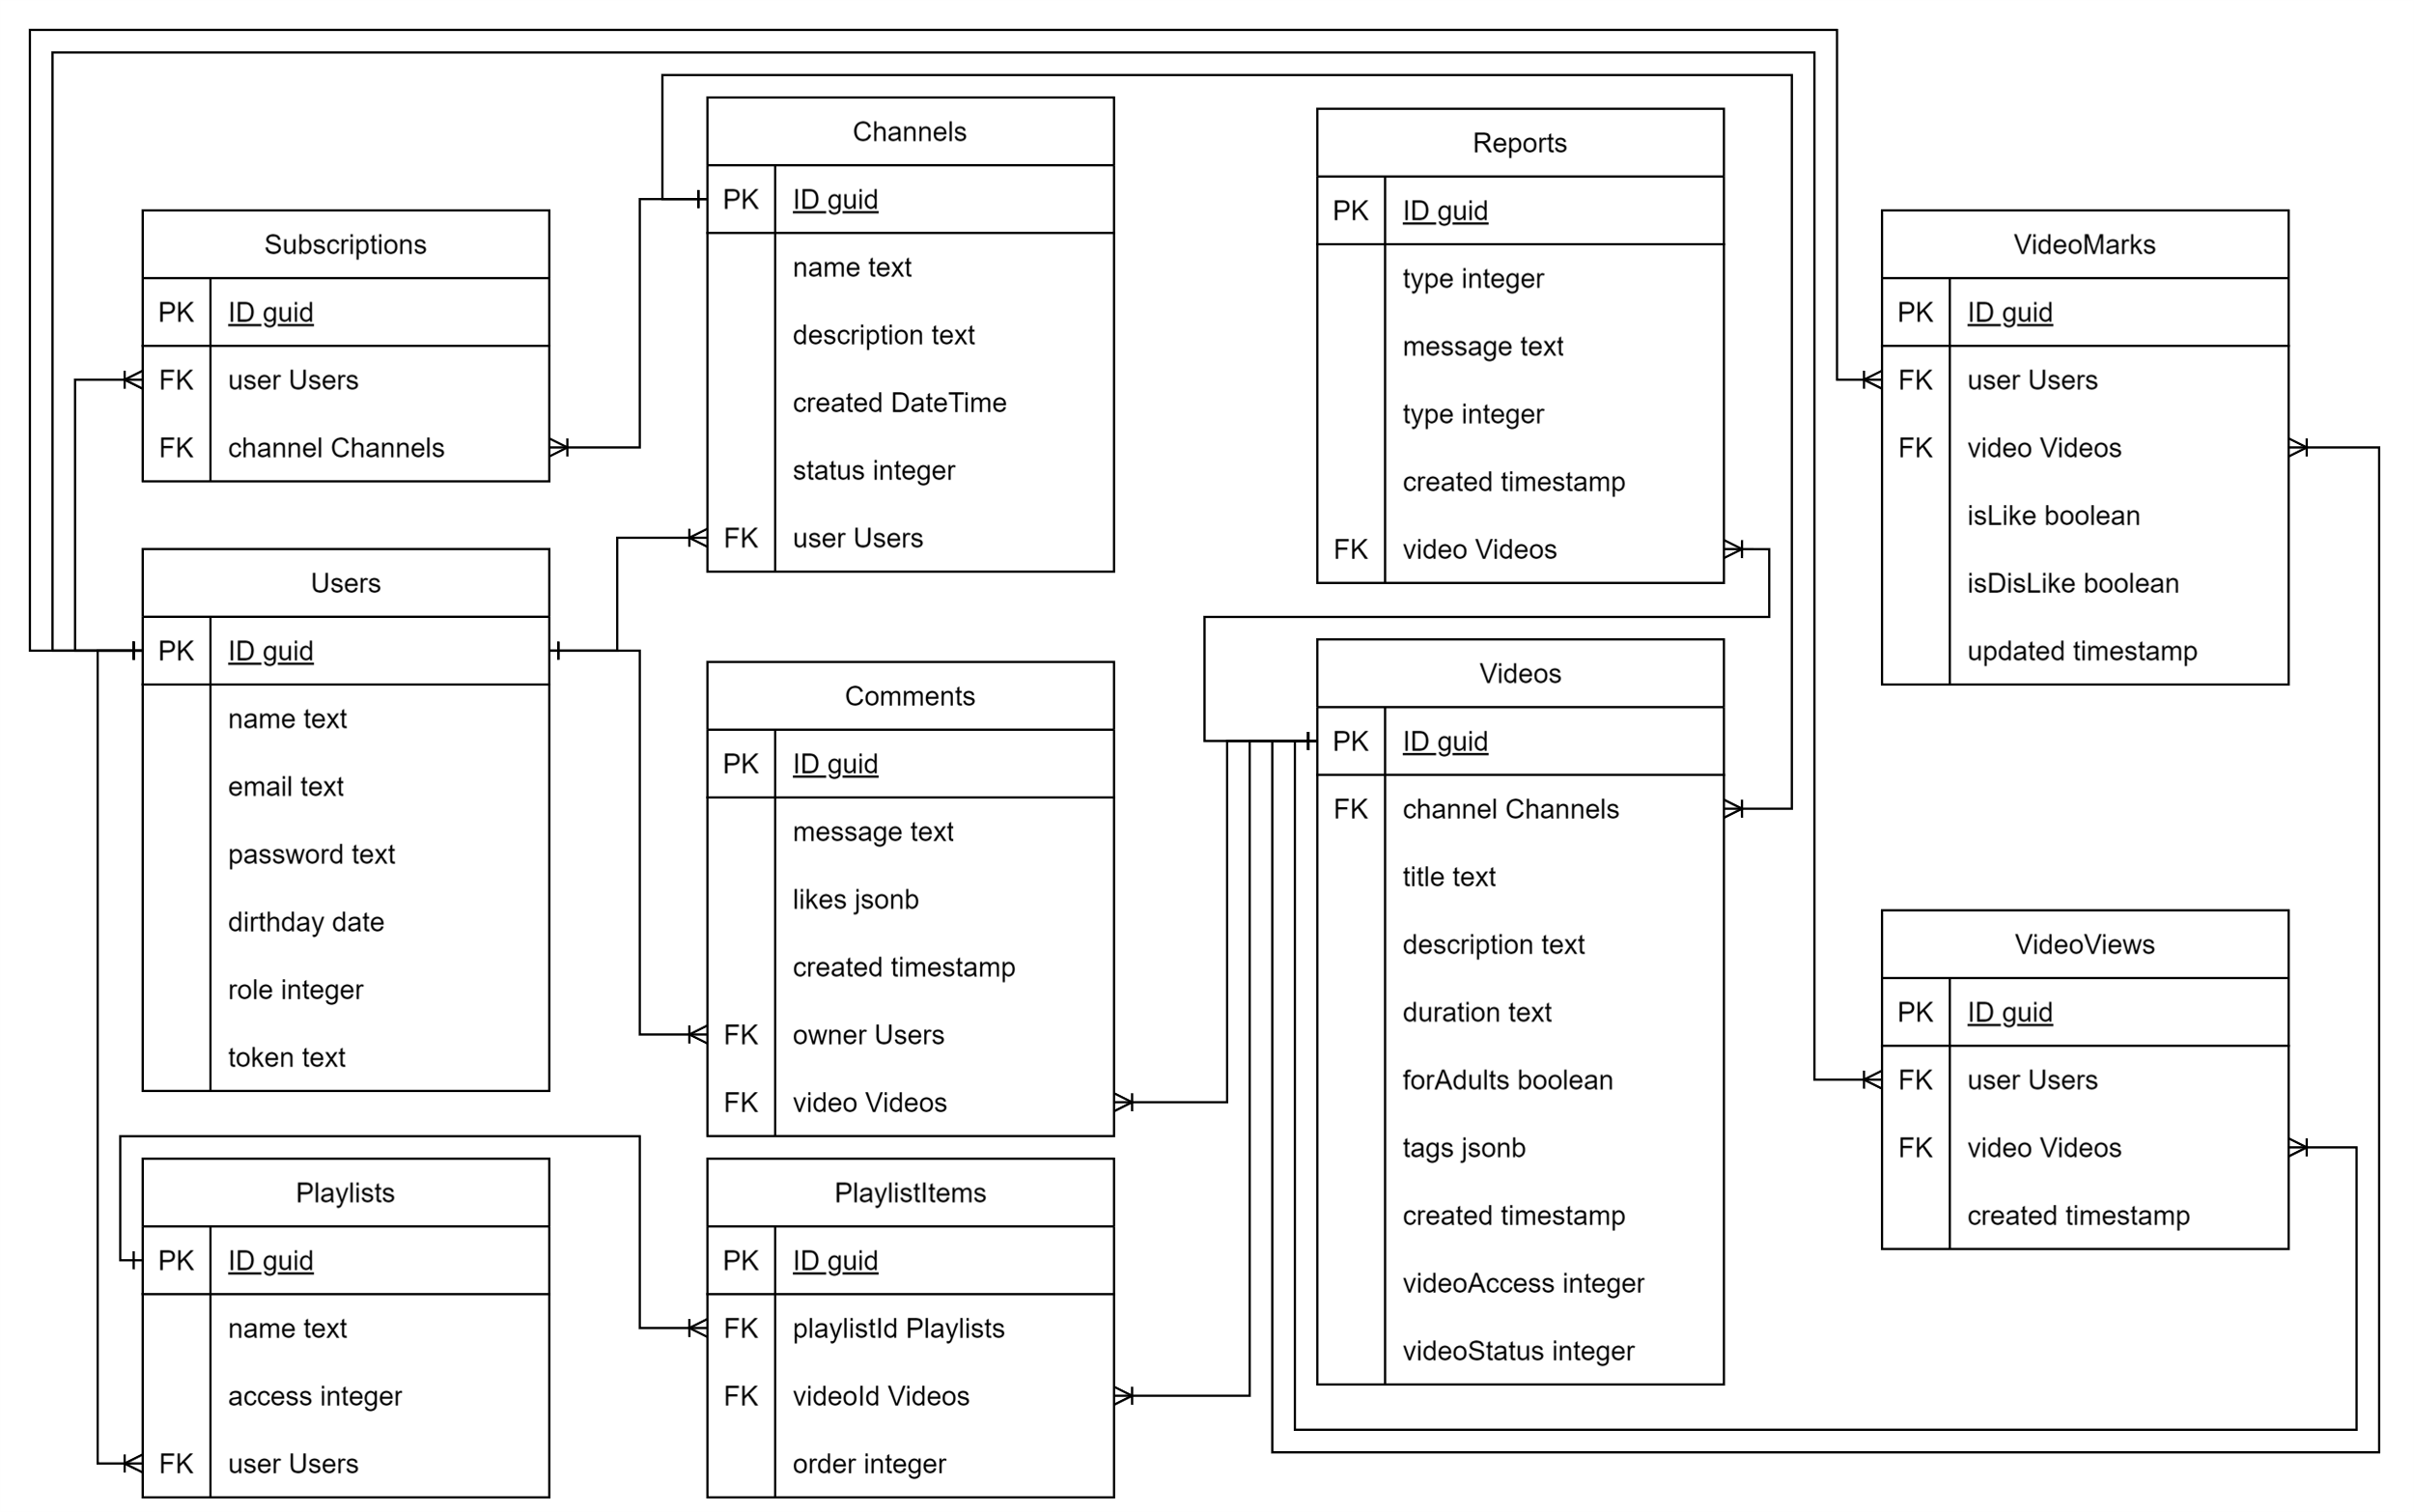 Channels
PK ID guid
name text
description text
created DateTime
status integer
FK user Users
Reports
PK ID guid
type integer
message text
type integer
created timestamp
FK video Videos
Subscriptions
PK ID guid
FK user Users
FK channel Channels
VideoMarks
PK ID guid
FK user Users
FK video Videos
isLike boolean
isDisLike boolean
updated timestamp
Users
PK ID guid
name text
email text
password text
dirthday date
role integer
token text
Comments
PK ID guid
message text
likes jsonb
created timestamp
FK owner Users
FK video Videos
Videos
PK ID guid
FK channel Channels
title text
description text
duration text
forAdults boolean
tags jsonb
created timestamp
videoAccess integer
videoStatus integer
VideoViews
PK ID guid
FK user Users
FK video Videos
created timestamp
Playlists
PK ID guid
name text
access integer
FK user Users
PlaylistItems
PK ID guid
FK playlistId Playlists
FK videoId Videos
order integer